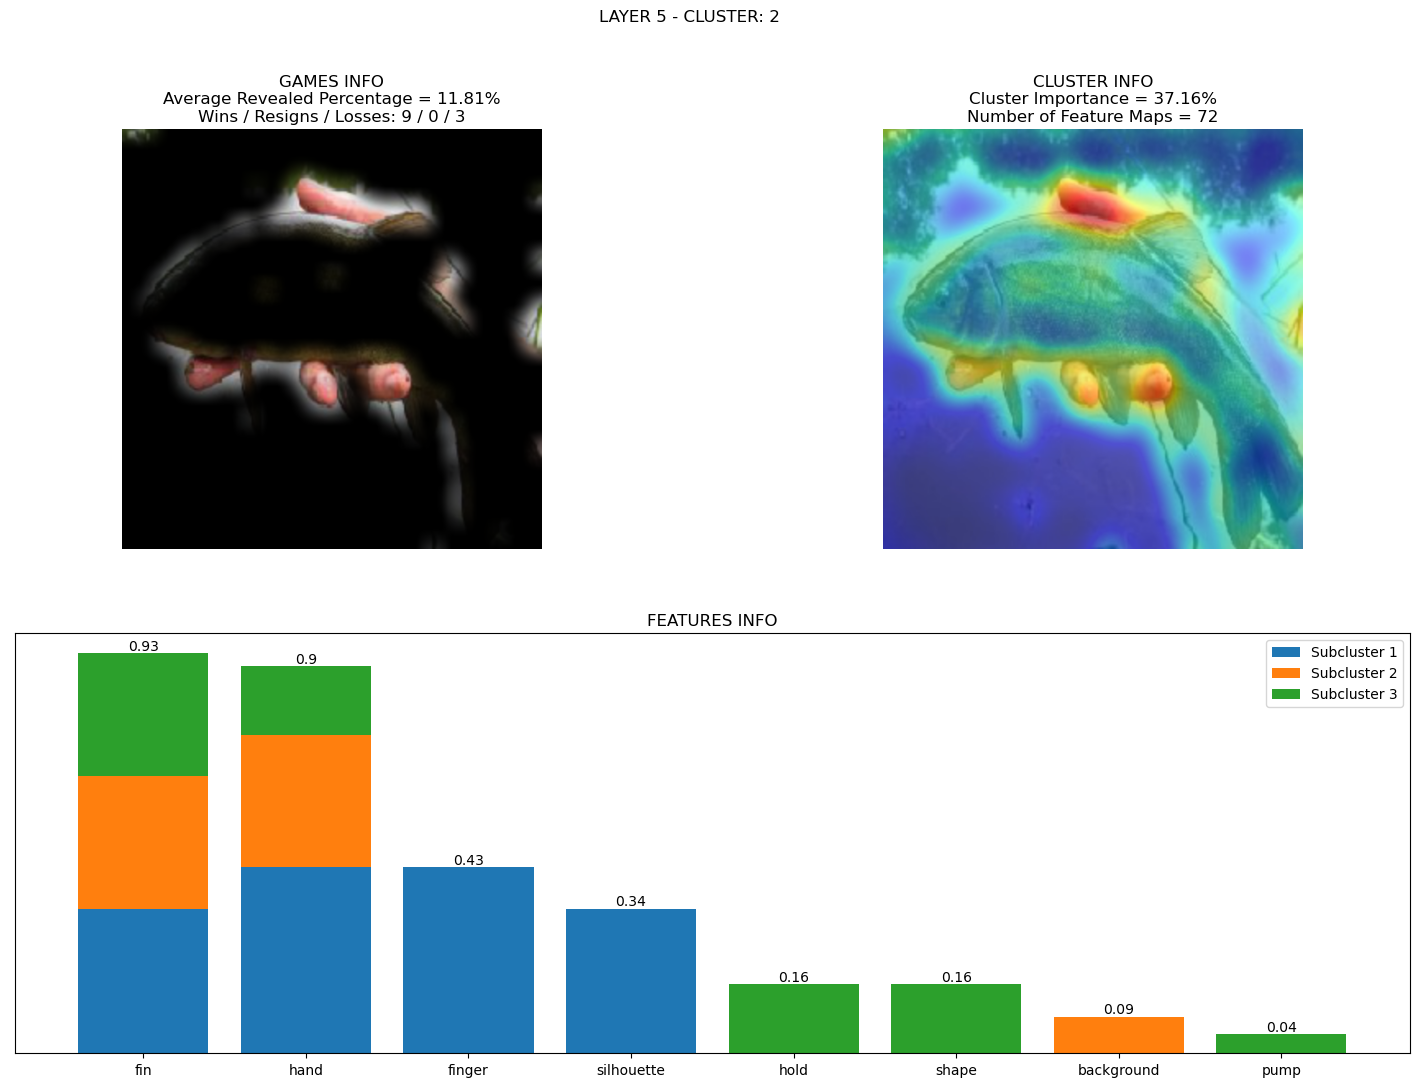 LAYER 5 - CLUSTER: 2
GAMES INFO
Average Revealed Percentage = 11.81%
Wins / Resigns / Losses: 9 / 0 / 3
CLUSTER INFO
Cluster Importance = 37.16%
Number of Feature Maps = 72
FEATURES INFO
0.93
0.9
0.43
0.34
0.16
0.16
0.09
0.04
Subcluster 1
Subcluster 2
Subcluster 3
fin
hand
finger
silhouette
hold
shape
background
pump